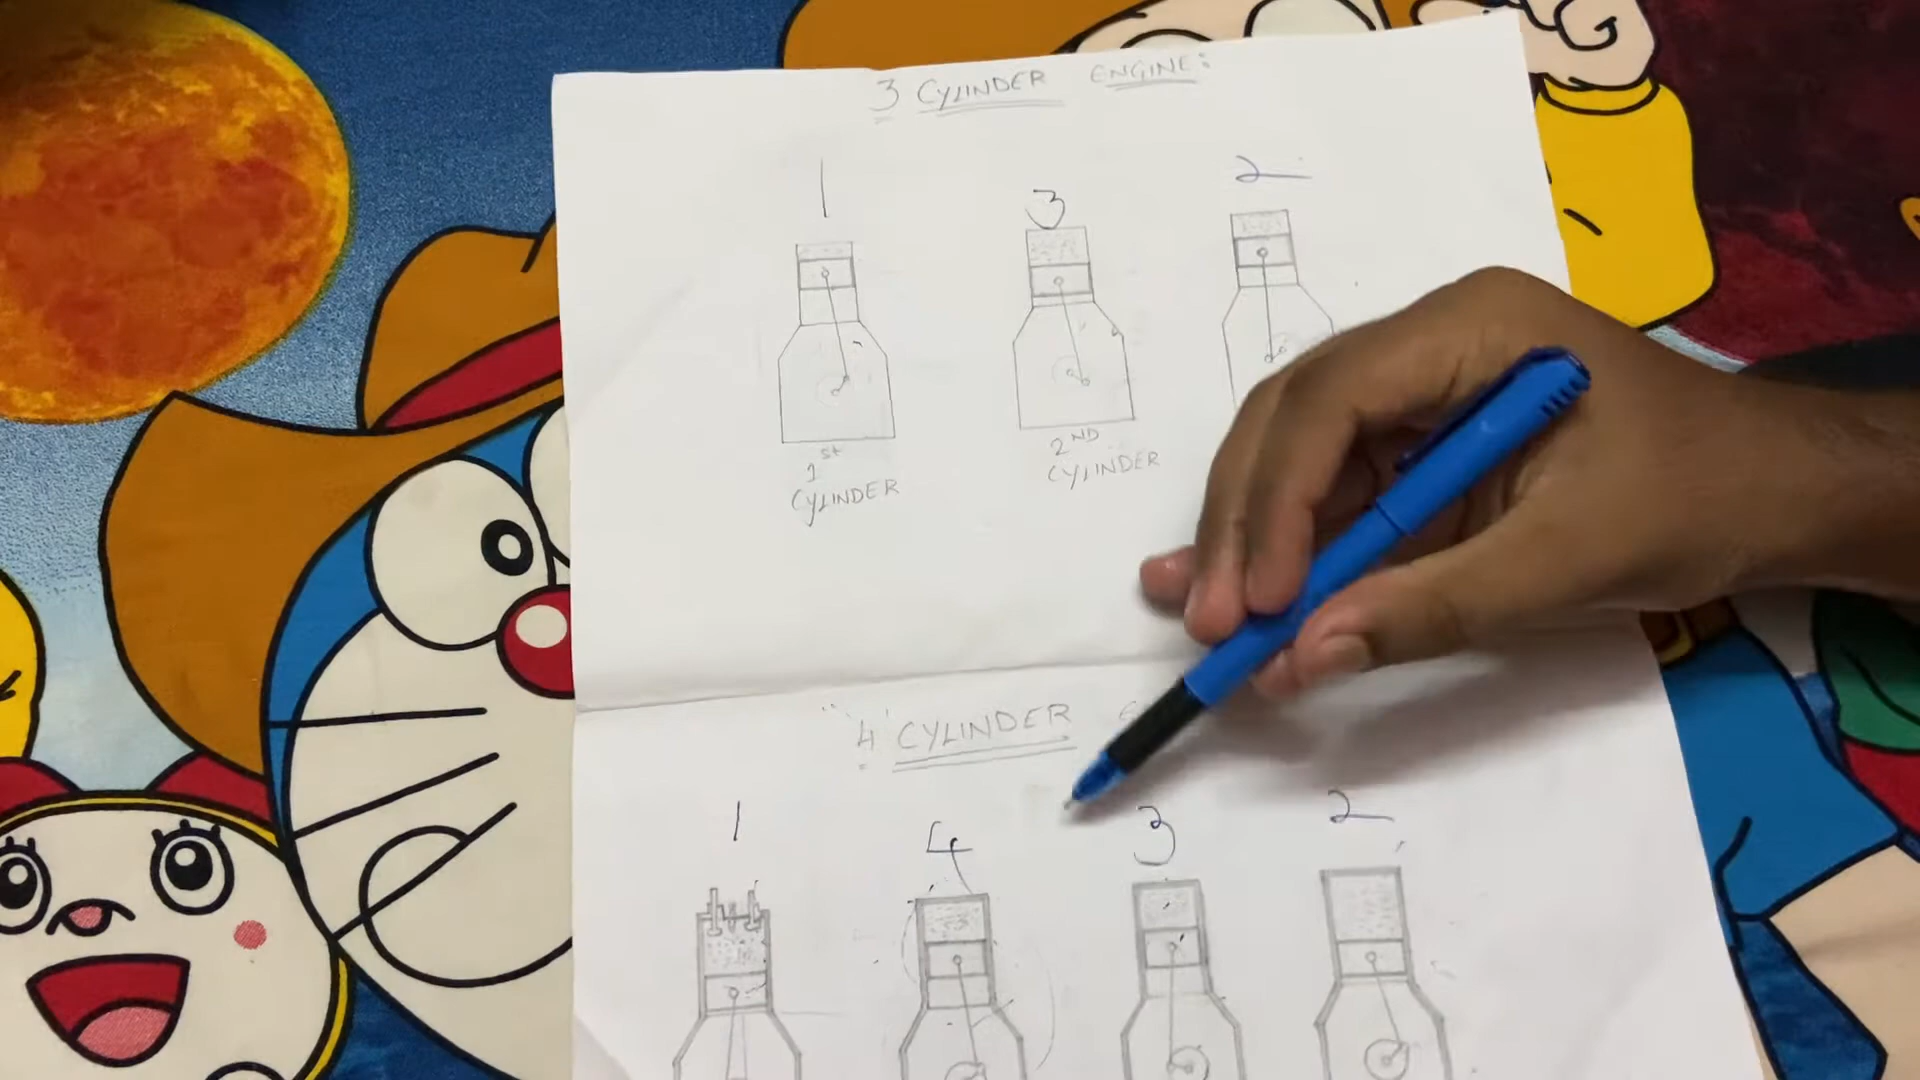 3 CYLINDER ENGINE:
1 3 2
1st CYLINDER
2ND CYLINDER
4 CYLINDER
1 4 3 2